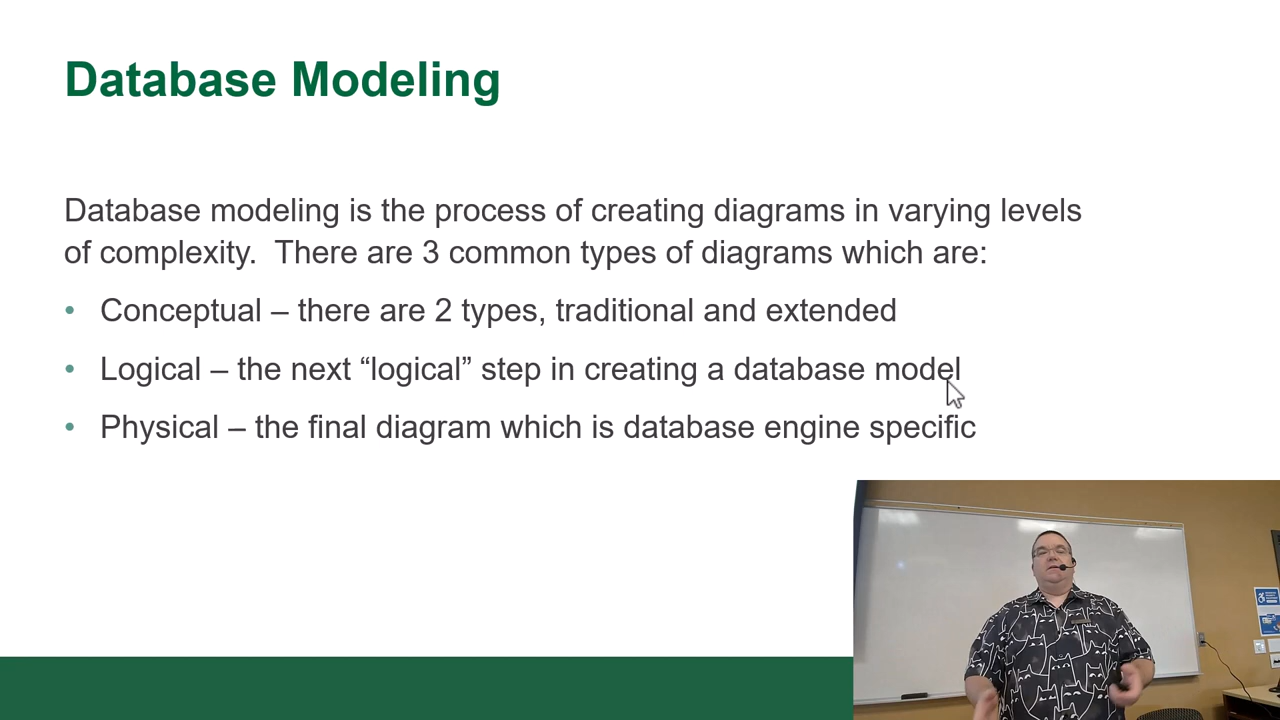 Database Modeling
Database modeling is the process of creating diagrams in varying levels
of complexity.  There are 3 common types of diagrams which are:
• Conceptual – there are 2 types, traditional and extended
• Logical – the next “logical” step in creating a database model
• Physical – the final diagram which is database engine specific